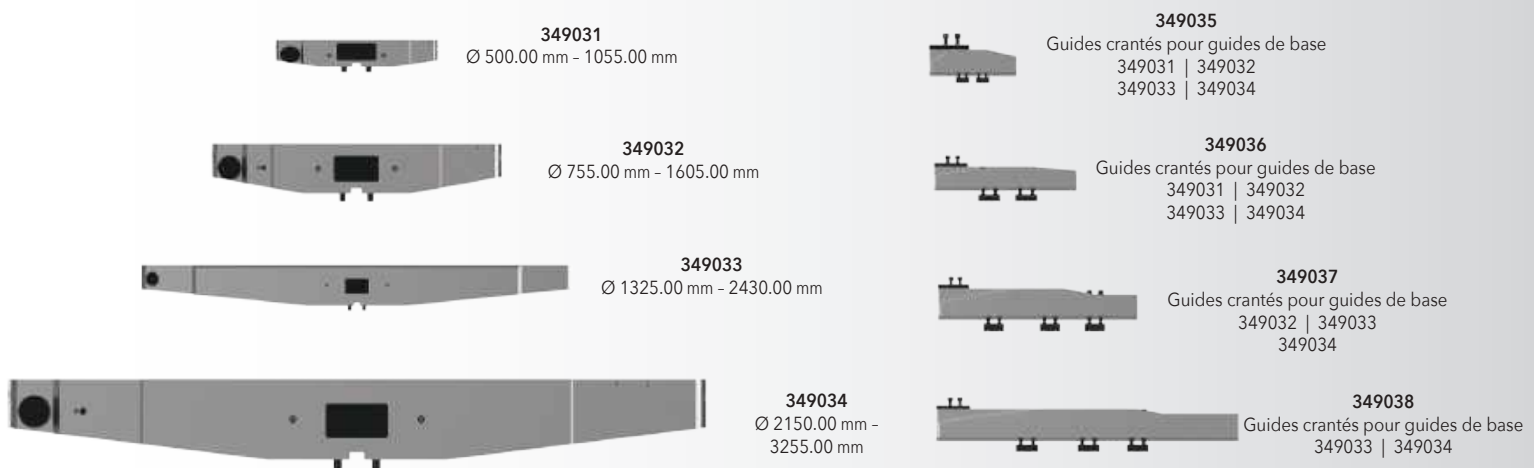 349031
Ø 500.00 mm – 1055.00 mm
349032
Ø 755.00 mm – 1605.00 mm
349033
Ø 1325.00 mm – 2430.00 mm
349034
Ø 2150.00 mm –
3255.00 mm
349035
Guides crantés pour guides de base
349031 | 349032
349033 | 349034
349036
Guides crantés pour guides de base
349031 | 349032
349033 | 349034
349037
Guides crantés pour guides de base
349032 | 349033
349034
349038
Guides crantés pour guides de base
349033 | 349034